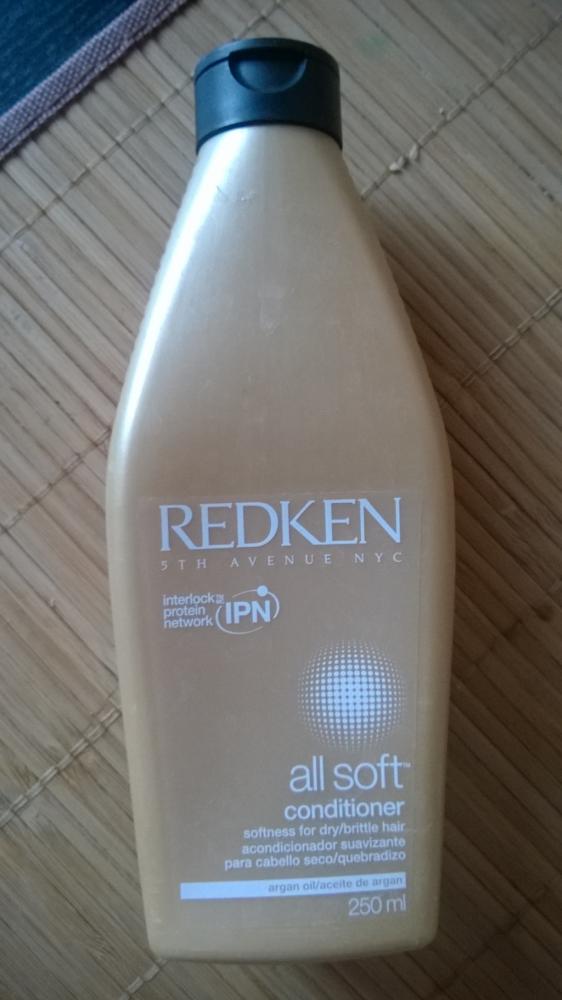 REDKEN
5TH AVENUE NYC
interlock
protein
network
IPN
all soft™
conditioner
softness for dry/brittle hair
acondicionador suavizante
para cabello seco/quebradizo
argan oil/aceite de argan
250 ml